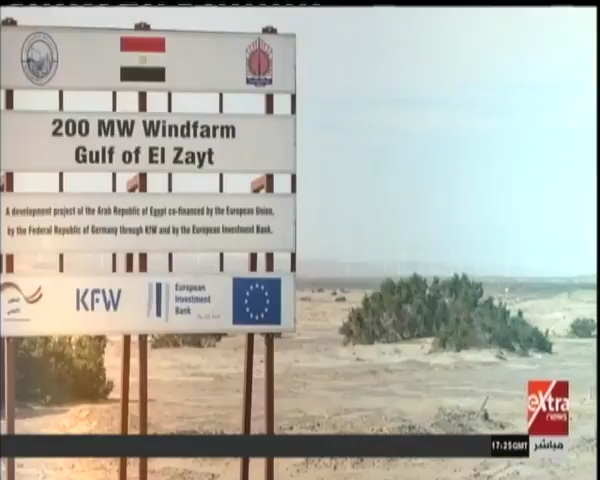 200 MW Windfarm
Gulf of El Zayt
A development project of the Arab Republic of Egypt co-financed by the European Union,
by the Federal Republic of Germany through KfW and by the European Investment Bank.
KFW
European
Investment
Bank
eXtra
news
17:25GMT
مباشر